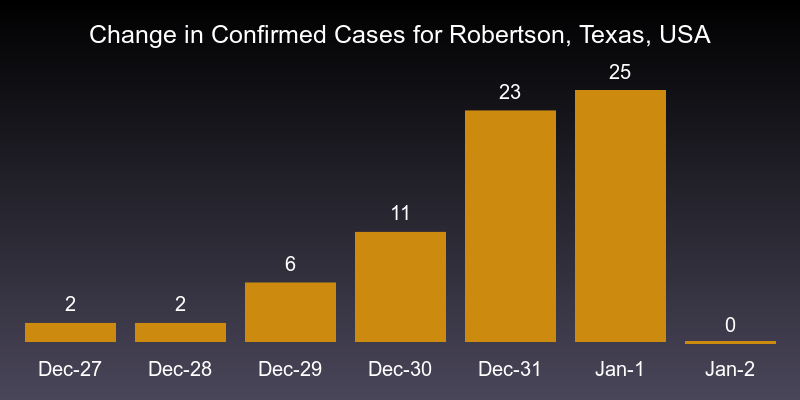 Change in Confirmed Cases for Robertson, Texas, USA
2
2
6
11
23
25
0
Dec-27
Dec-28
Dec-29
Dec-30
Dec-31
Jan-1
Jan-2